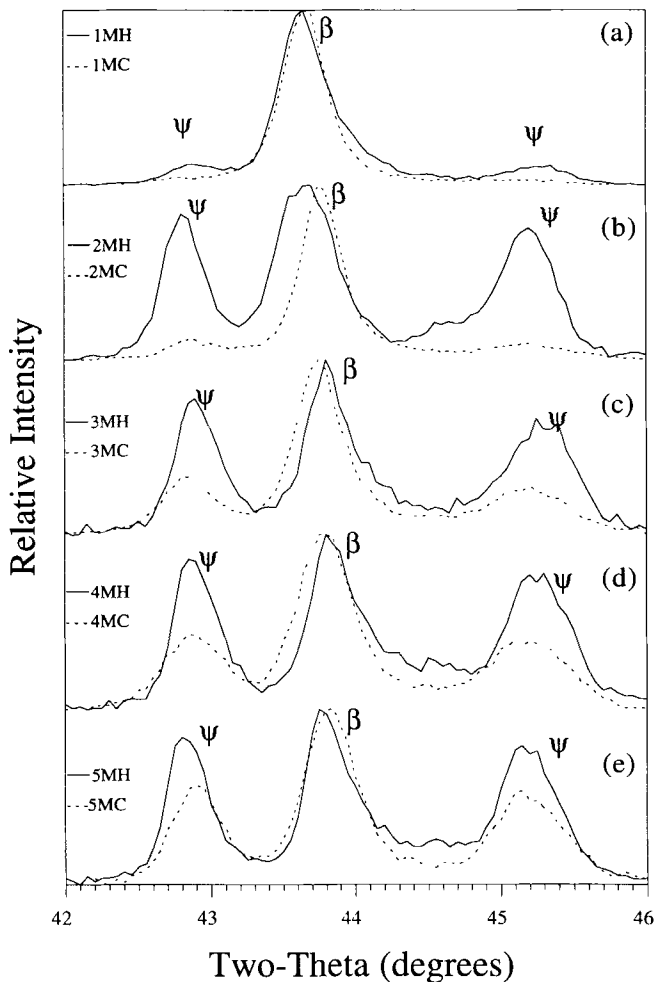 Relative Intensity
1MH
1MC
ψ
β
ψ
(a)
2MH
2MC
ψ
β
ψ
(b)
3MH
3MC
ψ
β
ψ
(c)
4MH
4MC
ψ
β
ψ
(d)
5MH
5MC
ψ
β
ψ
(e)
42 43 44 45 46
Two-Theta (degrees)